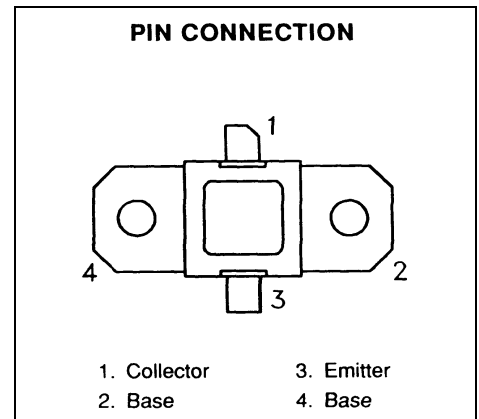 PIN CONNECTION
1
4
2
3
1. Collector
3. Emitter
2. Base
4. Base